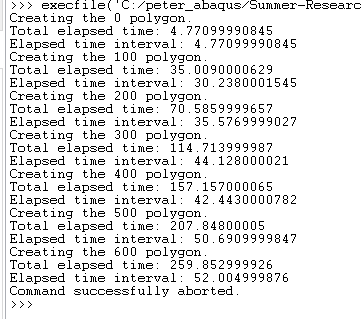 >>> execfile('C:/peter_abaqus/Summer-Researc
Creating the 0 polygon.
Total elapsed time: 4.77099990845
Elapsed time interval: 4.77099990845
Creating the 100 polygon.
Total elapsed time: 35.0090000629
Elapsed time interval: 30.2380001545
Creating the 200 polygon.
Total elapsed time: 70.5859999657
Elapsed time interval: 35.5769999027
Creating the 300 polygon.
Total elapsed time: 114.713999987
Elapsed time interval: 44.128000021
Creating the 400 polygon.
Total elapsed time: 157.157000065
Elapsed time interval: 42.4430000782
Creating the 500 polygon.
Total elapsed time: 207.84800005
Elapsed time interval: 50.6909999847
Creating the 600 polygon.
Total elapsed time: 259.852999926
Elapsed time interval: 52.004999876
Command successfully aborted.
>>>